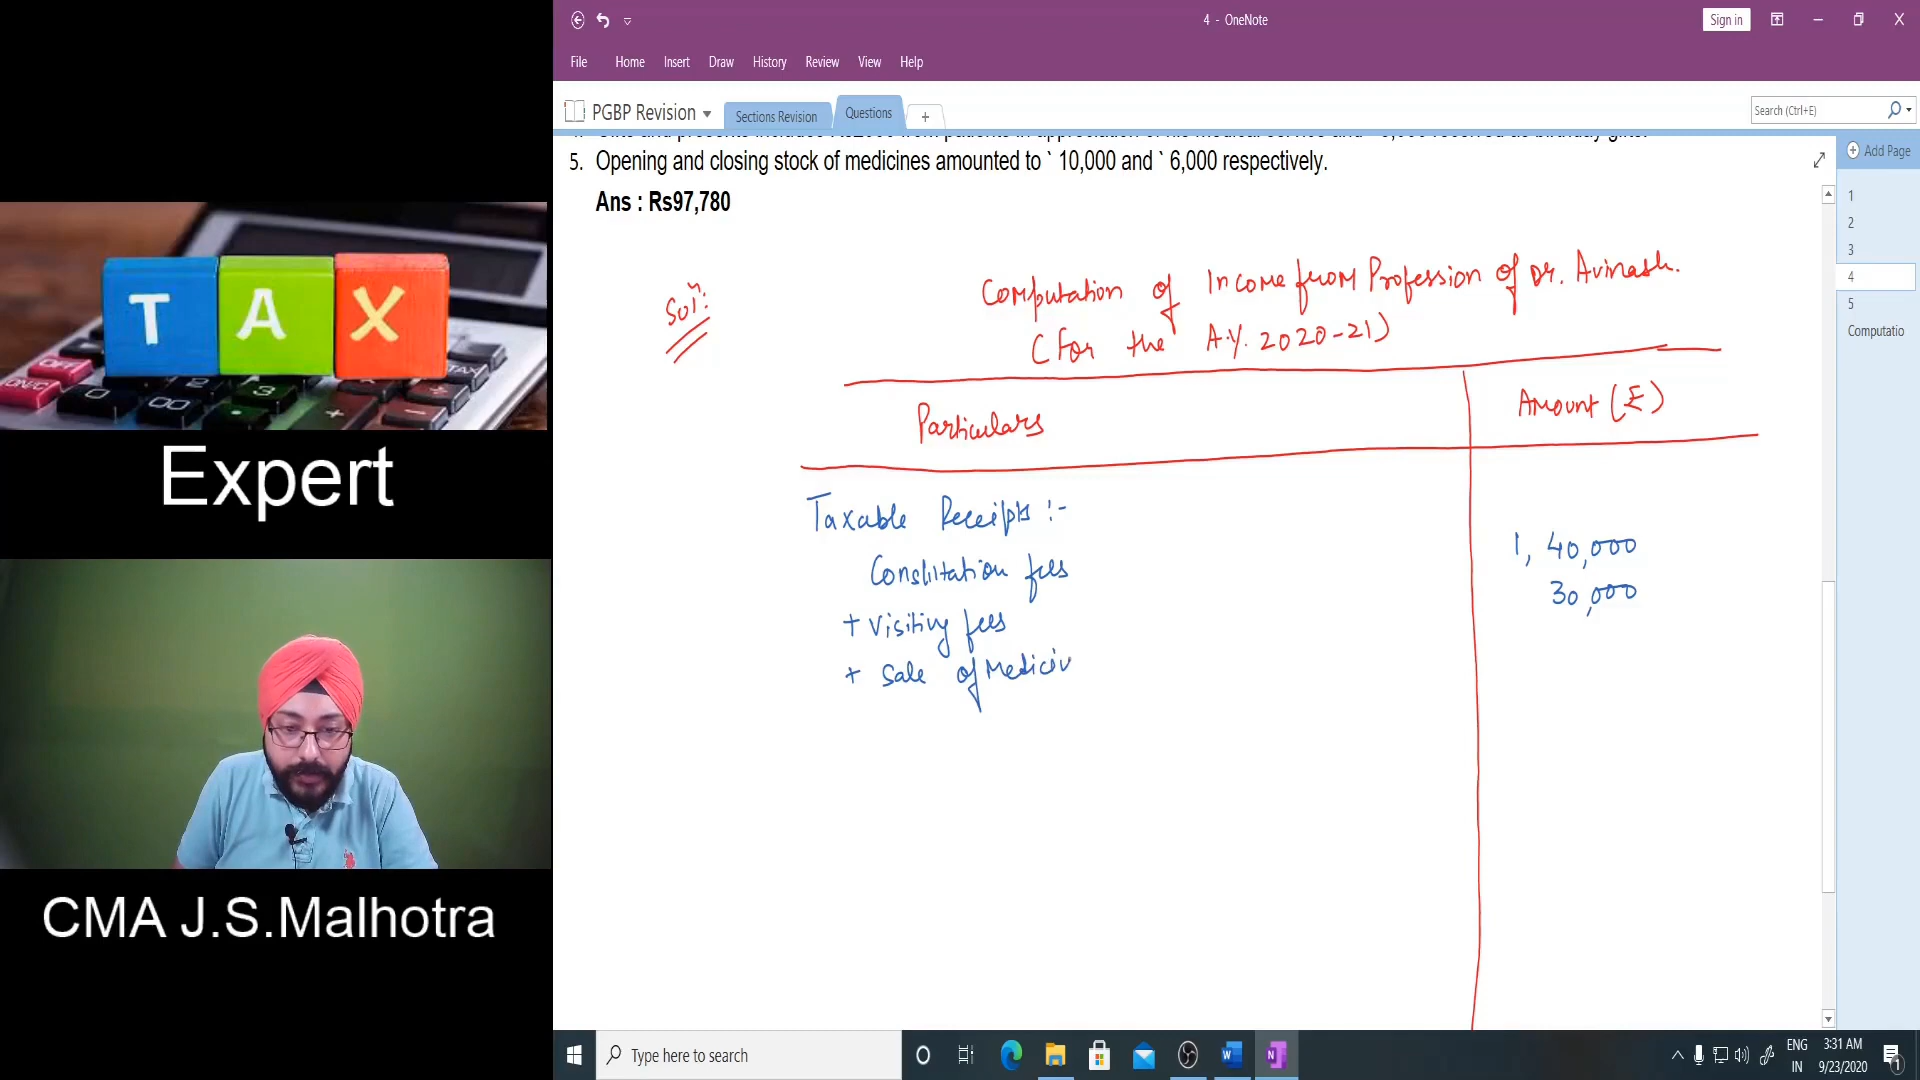 TAX
Expert
CMA J.S.Malhotra
4 - OneNote
Sign in
File Home Insert Draw History Review View Help
PGBP Revision
Sections Revision
Questions
Search (Ctrl+E)
Add Page
1
2
3
4
5
Computatio
5. Opening and closing stock of medicines amounted to ` 10,000 and ` 6,000 respectively.
Ans : Rs97,780
Soln:
Computation of Income from Profession of Dr. Avinash.
(For the A.Y. 2020-21)
Particulars
Amount (₹)
Taxable Receipts :-
Conslitation fees 1,40,000
+ Visiting fees 30,000
+ Sale of Medicin
Type here to search
ENG
IN
3:31 AM
9/23/2020